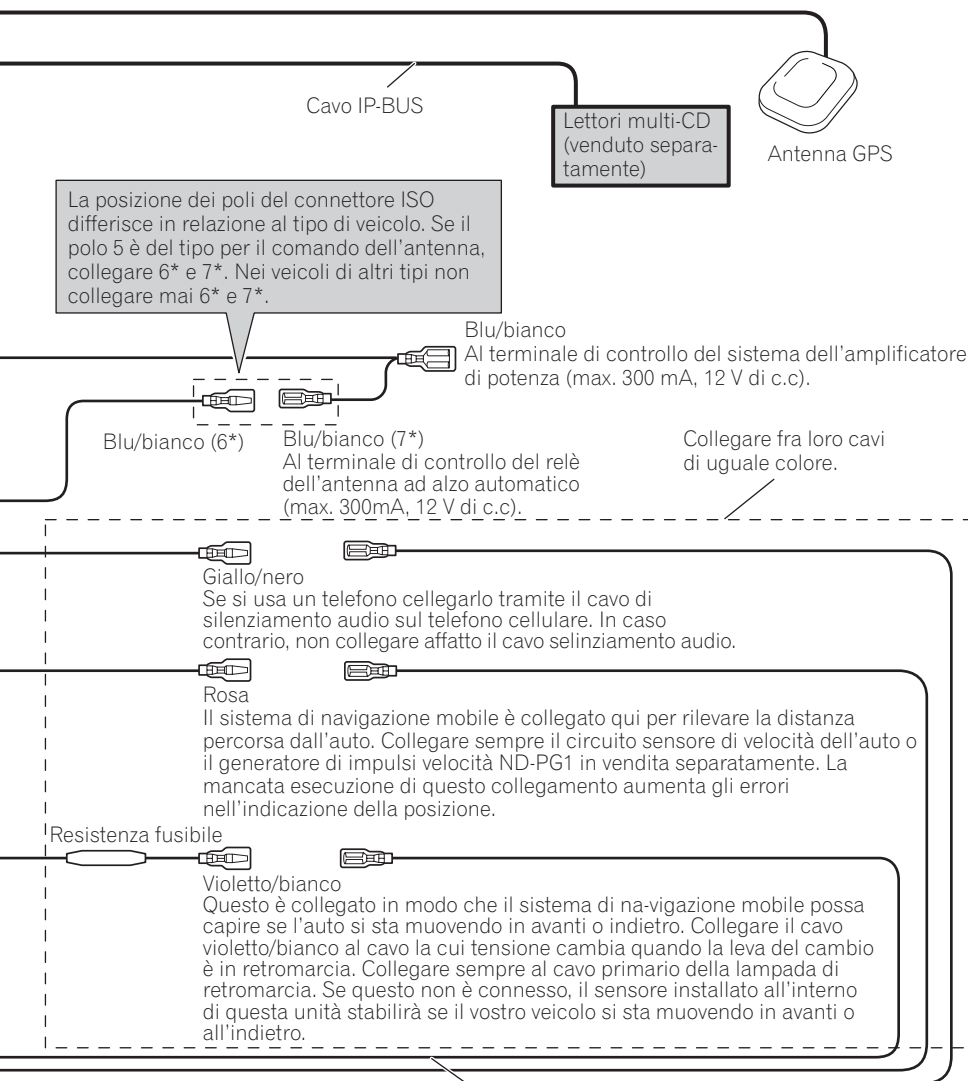 Cavo IP-BUS
Lettori multi-CD
(venduto separa-
tamente)
Antenna GPS
La posizione dei poli del connettore ISO
differisce in relazione al tipo di veicolo. Se il
polo 5 è del tipo per il comando dell'antenna,
collegare 6* e 7*. Nei veicoli di altri tipi non
collegare mai 6* e 7*.
Blu/bianco
Al terminale di controllo del sistema dell'amplificatore
di potenza (max. 300 mA, 12 V di c.c).
Blu/bianco (6*)
Blu/bianco (7*)
Al terminale di controllo del relè
dell'antenna ad alzo automatico
(max. 300mA, 12 V di c.c).
Collegare fra loro cavi
di uguale colore.
Giallo/nero
Se si usa un telefono cellegarlo tramite il cavo di
silenziamento audio sul telefono cellulare. In caso
contrario, non collegare affatto il cavo selinziamento audio.
Rosa
Il sistema di navigazione mobile è collegato qui per rilevare la distanza
percorsa dall'auto. Collegare sempre il circuito sensore di velocità dell'auto o
il generatore di impulsi velocità ND-PG1 in vendita separatamente. La
mancata esecuzione di questo collegamento aumenta gli errori
nell'indicazione della posizione.
Resistenza fusibile
Violetto/bianco
Questo è collegato in modo che il sistema di na-vigazione mobile possa
capire se l'auto si sta muovendo in avanti o indietro. Collegare il cavo
violetto/bianco al cavo la cui tensione cambia quando la leva del cambio
è in retromarcia. Collegare sempre al cavo primario della lampada di
retromarcia. Se questo non è connesso, il sensore installato all'interno
di questa unità stabilirà se il vostro veicolo si sta muovendo in avanti o
all'indietro.